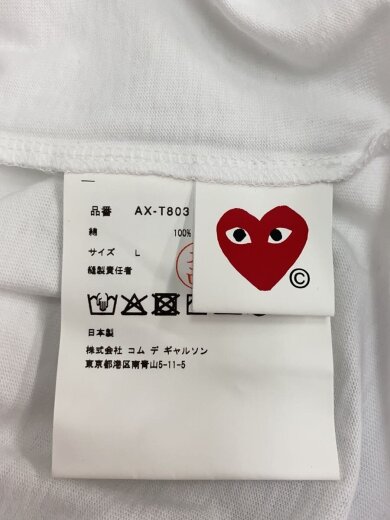 品番 AX-T803
綿 100%
サイズ L
縫製責任者
日本製
株式会社 コム デ ギャルソン
東京都港区南青山5-11-5
©